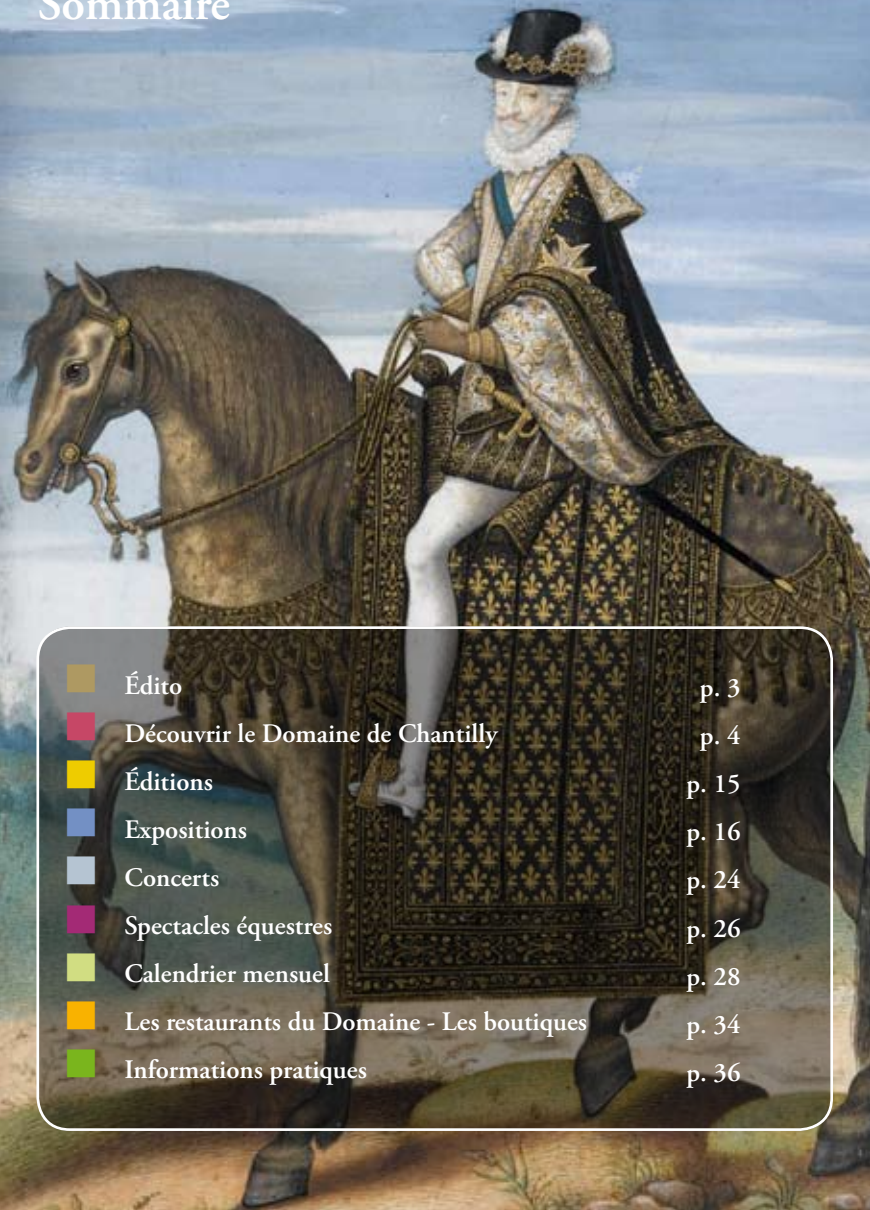 Sommaire
Édito p. 3
Découvrir le Domaine de Chantilly p. 4
Éditions p. 15
Expositions p. 16
Concerts p. 24
Spectacles équestres p. 26
Calendrier mensuel p. 28
Les restaurants du Domaine - Les boutiques p. 34
Informations pratiques p. 36